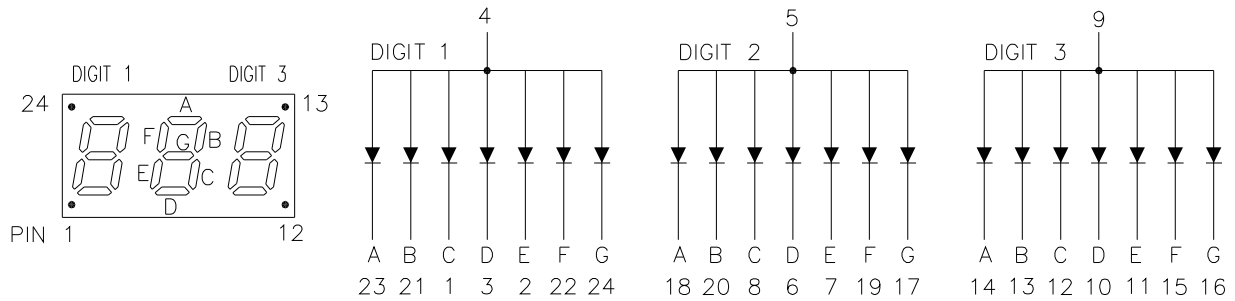 4 5 9
DIGIT 1 DIGIT 2 DIGIT 3
DIGIT 1 DIGIT 3
24 A 13
F G B
E C
D
PIN 1 12
A B C D E F G A B C D E F G A B C D E F G
23 21 1 3 2 22 24 18 20 8 6 7 19 17 14 13 12 10 11 15 16